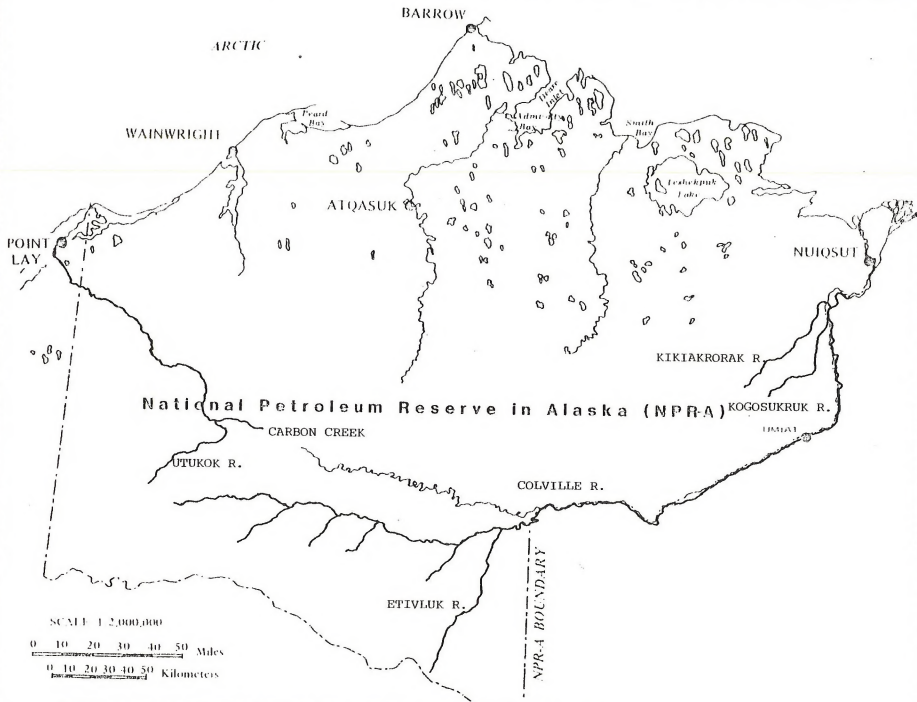 BARROW
ARCTIC
Peard
Bay
Dease
Inlet
Admiralty
Bay
WAINWRIGHT
Smith
Bay
Teshekpuk
Lake
ATQASUK
POINT
LAY
NUIQSUT
KIKIAKRORAK R.
National Petroleum Reserve in Alaska (NPR-A)
KOGOSUKRUK R.
UMIAT
CARBON CREEK
UTUKOK R.
COLVILLE R.
ETIVLUK R.
NPR-A BOUNDARY
SCALE 1:2,000,000
0 10 20 30 40 50 Miles
0 10 20 30 40 50 Kilometers